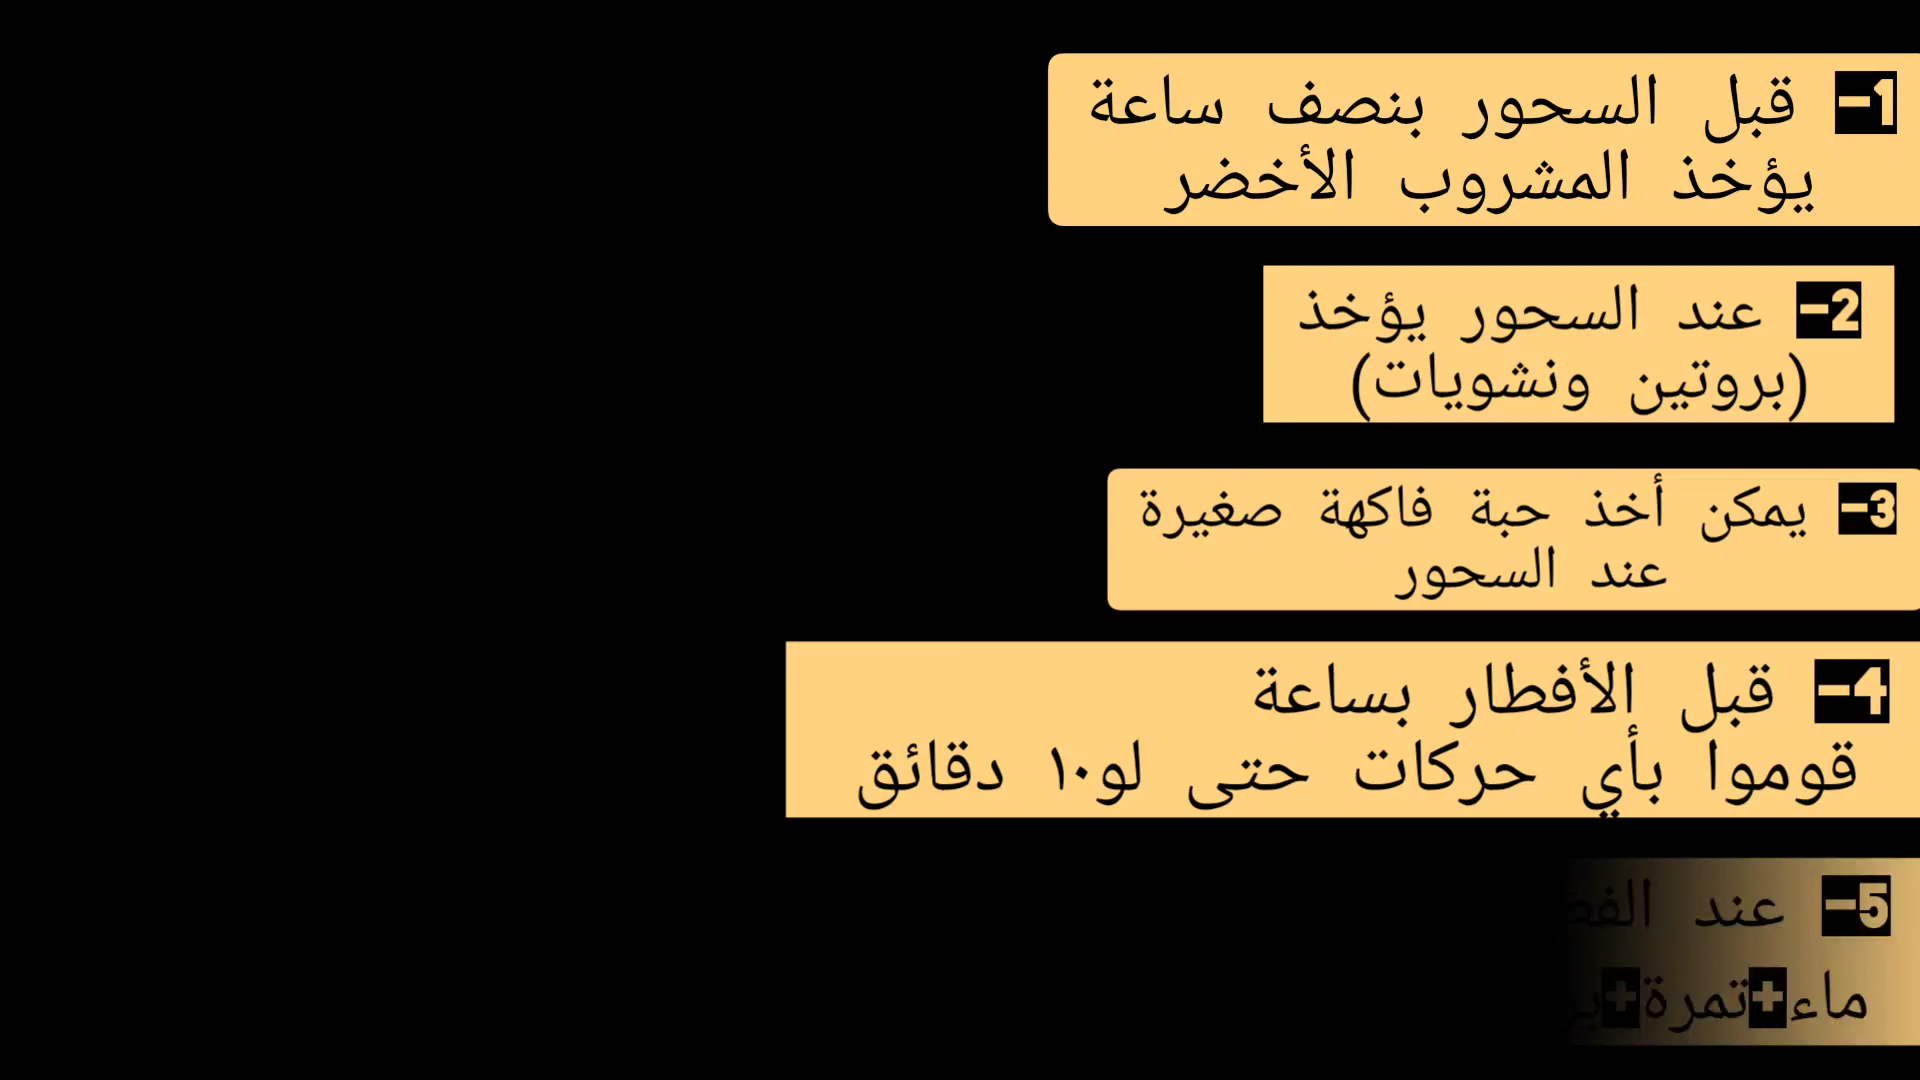 1- قبل السحور بنصف ساعة
يؤخذ المشروب الأخضر
2- عند السحور يؤخذ
(بروتين ونشويات)
3- يمكن أخذ حبة فاكهة صغيرة
عند السحور
4- قبل الأفطار بساعة
قوموا بأي حركات حتى لو١٠ دقائق
5- عند
ماء+تمرة+